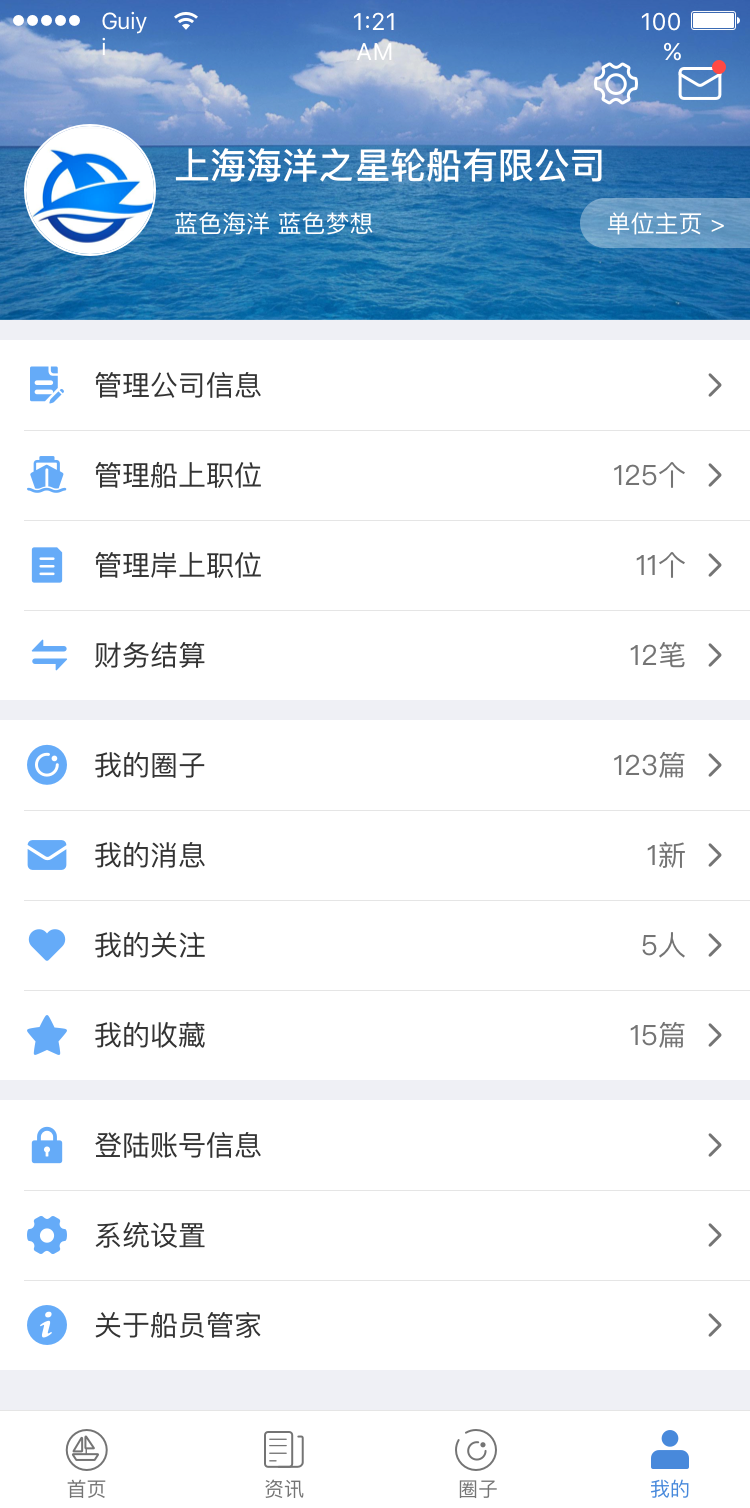 Guiyi
1:21 AM
100 %
上海海洋之星轮船有限公司
蓝色海洋 蓝色梦想
单位主页 >
管理公司信息
管理船上职位 125个
管理岸上职位 11个
财务结算 12笔
我的圈子 123篇
我的消息 1新
我的关注 5人
我的收藏 15篇
登陆账号信息
系统设置
关于船员管家
首页 资讯 圈子 我的